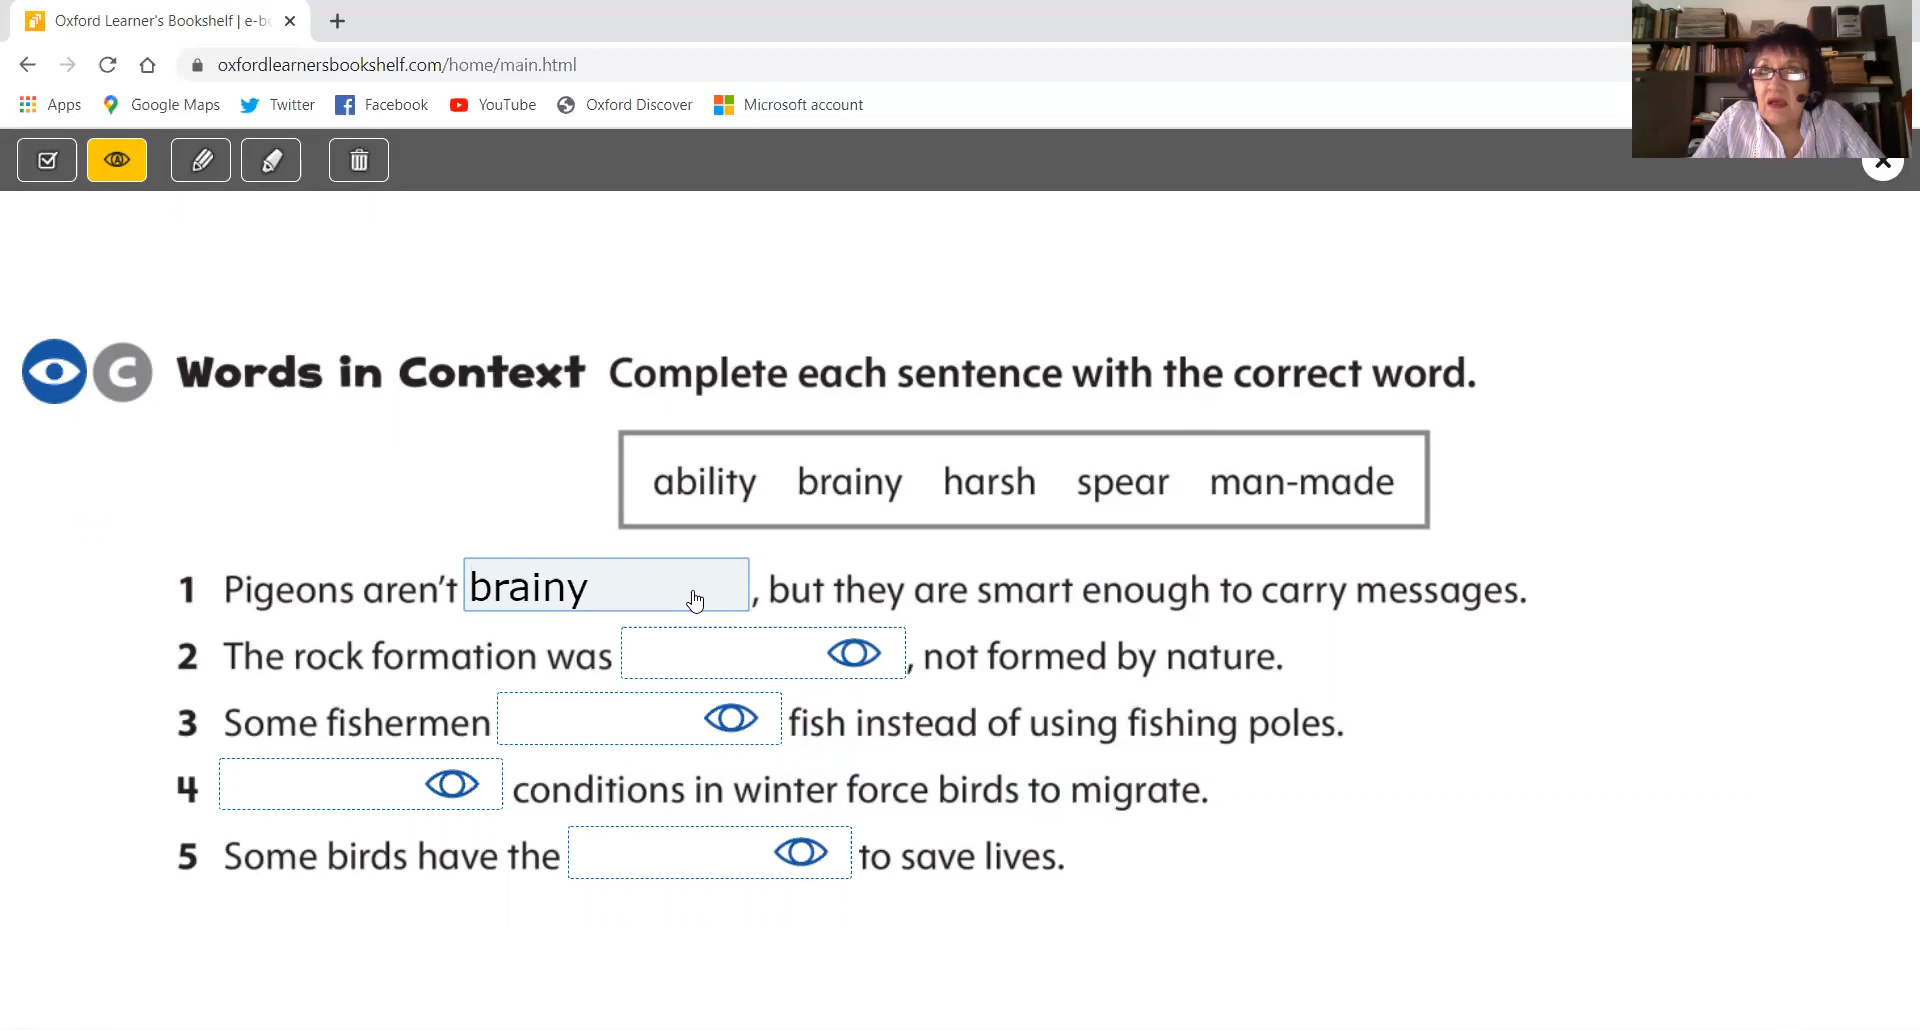 Oxford Learner's Bookshelf | e-b
oxfordlearnersbookshelf.com/home/main.html
Apps Google Maps Twitter Facebook YouTube Oxford Discover Microsoft account
C Words in Context Complete each sentence with the correct word.
ability brainy harsh spear man-made
1 Pigeons aren't brainy , but they are smart enough to carry messages.
2 The rock formation was , not formed by nature.
3 Some fishermen fish instead of using fishing poles.
4 conditions in winter force birds to migrate.
5 Some birds have the to save lives.